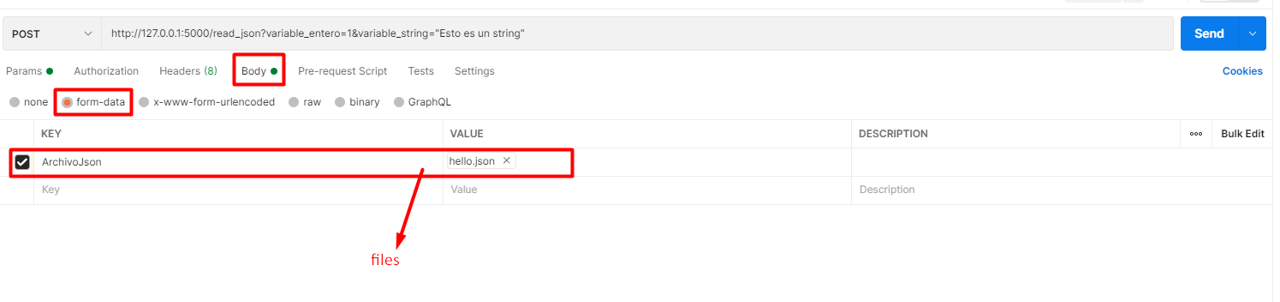 POST http://127.0.0.1:5000/read_json?variable_entero=1&variable_string="Esto es un string" Send
Params Authorization Headers (8) Body Pre-request Script Tests Settings Cookies
none form-data x-www-form-urlencoded raw binary GraphQL
KEY VALUE DESCRIPTION Bulk Edit
ArchivoJson hello.json
Key Value Description
files